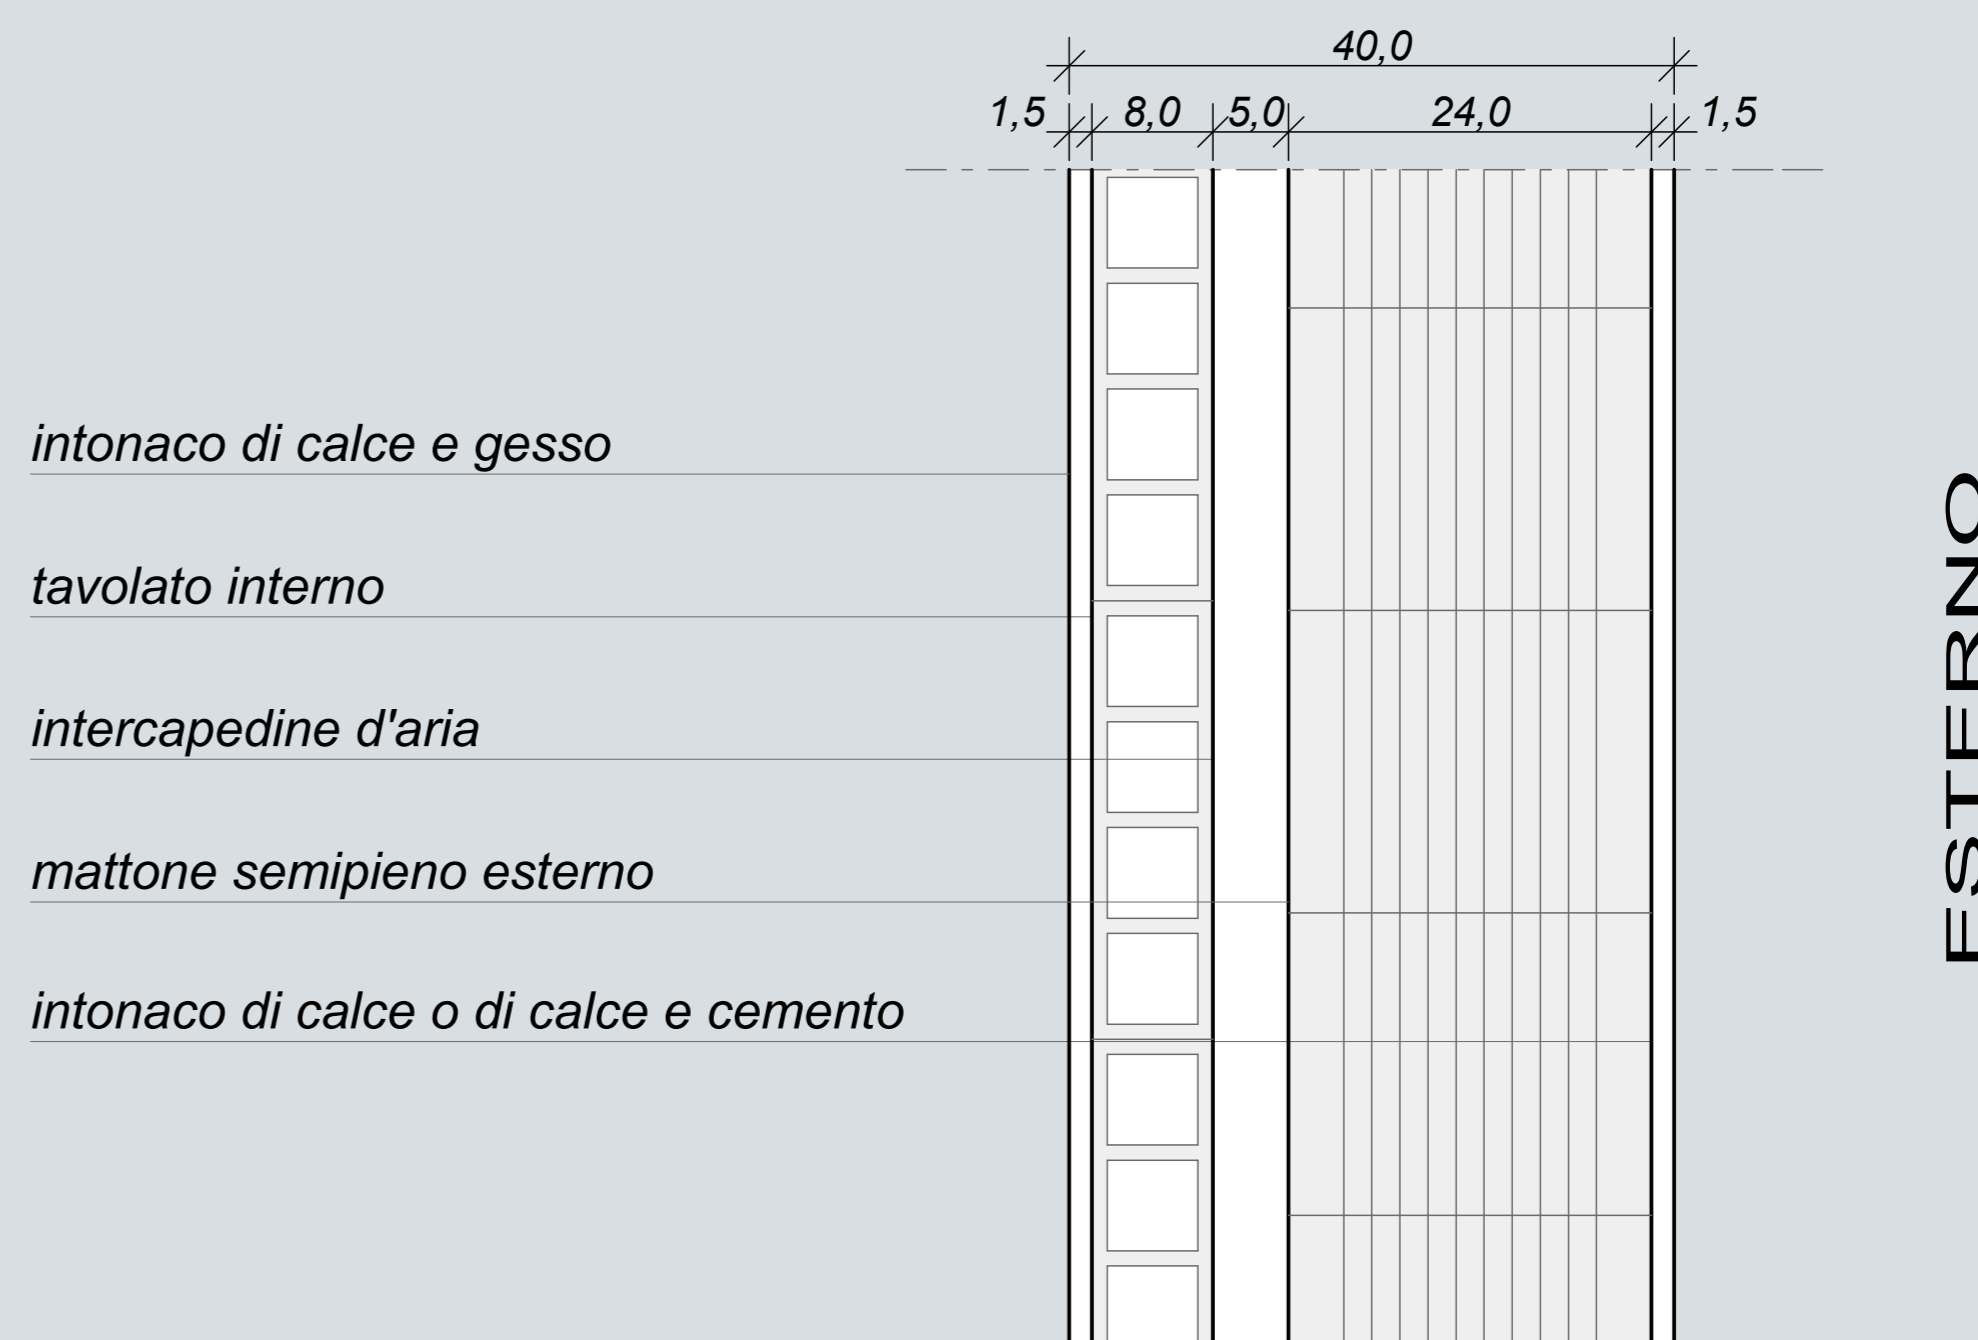 40,0
1,5 8,0 5,0 24,0 1,5
intonaco di calce e gesso
tavolato interno
intercapedine d'aria
mattone semipieno esterno
intonaco di calce o di calce e cemento
ESTERNO